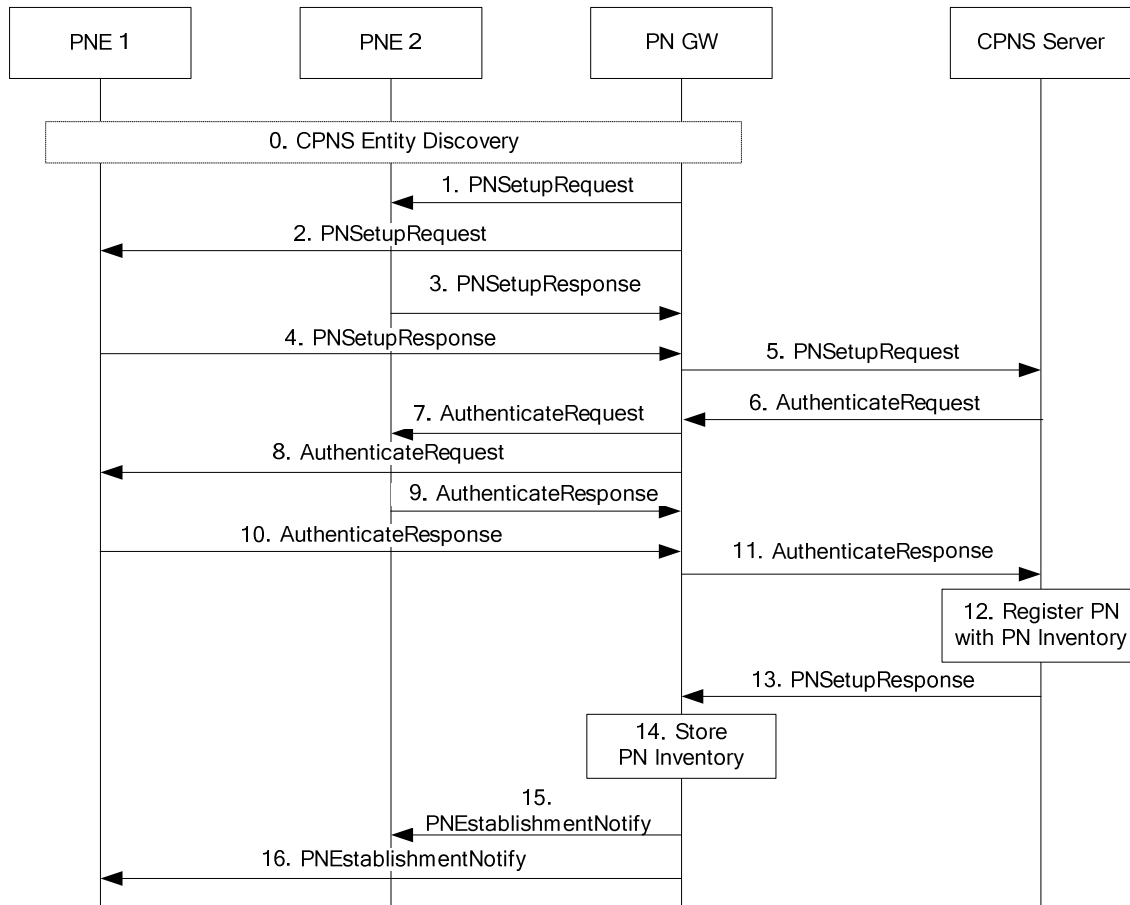 PNE 1
PNE 2
PN GW
CPNS Server
0. CPNS Entity Discovery
1. PNSetupRequest
2. PNSetupRequest
3. PNSetupResponse
4. PNSetupResponse
5. PNSetupRequest
6. AuthenticateRequest
7. AuthenticateRequest
8. AuthenticateRequest
9. AuthenticateResponse
10. AuthenticateResponse
11. AuthenticateResponse
12. Register PN
with PN Inventory
13. PNSetupResponse
14. Store
PN Inventory
15.
PNEstablishmentNotify
16. PNEstablishmentNotify